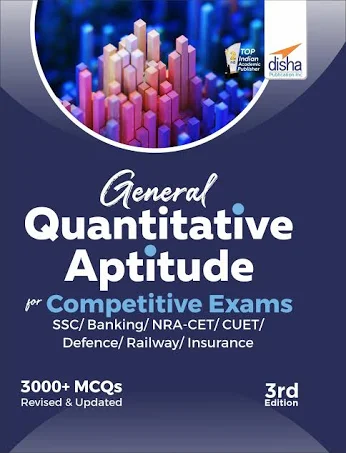 TOP
Indian
Academic
Publisher
disha
Publication Inc
General
Quantitative
Aptitude
for Competitive Exams
SSC/ Banking/ NRA-CET/ CUET/
Defence/ Railway/ Insurance
3000+ MCQs
Revised & Updated
3rd
Edition